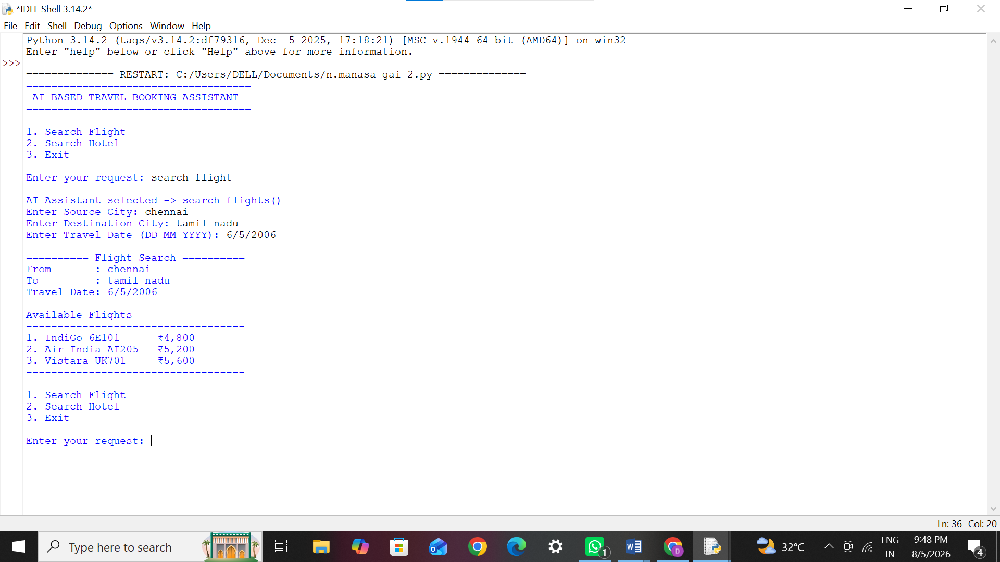 *IDLE Shell 3.14.2*
File Edit Shell Debug Options Window Help
Python 3.14.2 (tags/v3.14.2:df79316, Dec  5 2025, 17:18:21) [MSC v.1944 64 bit (AMD64)] on win32
Enter "help" below or click "Help" above for more information.
>>>
============== RESTART: C:/Users/DELL/Documents/n.manasa gai 2.py ==============
====================================
 AI BASED TRAVEL BOOKING ASSISTANT
====================================
1. Search Flight
2. Search Hotel
3. Exit
Enter your request: search flight
AI Assistant selected -> search_flights()
Enter Source City: chennai
Enter Destination City: tamil nadu
Enter Travel Date (DD-MM-YYYY): 6/5/2006
========== Flight Search ==========
From       : chennai
To         : tamil nadu
Travel Date: 6/5/2006
Available Flights
-----------------------------------
1. IndiGo 6E101      ₹4,800
2. Air India AI205   ₹5,200
3. Vistara UK701     ₹5,600
-----------------------------------
1. Search Flight
2. Search Hotel
3. Exit
Enter your request:
Ln: 36 Col: 20
Type here to search
1
D
32°C
ENG
IN
9:48 PM
8/5/2026
4